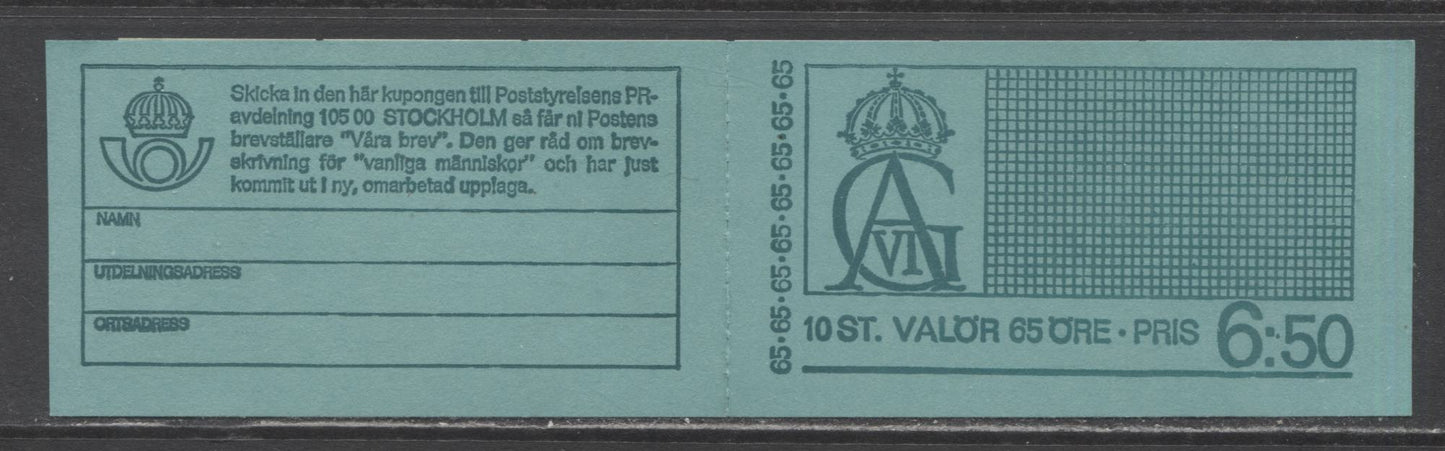 Skicka in den här kupongen till Poststyrelsens PR-
avdelning 105 00 STOCKHOLM så får ni Postens
brevställare "Våra brev". Den ger råd om brev-
skrivning för "vanliga människor" och har just
kommit ut i ny, omarbetad upplaga.
NAMN
UTDELNINGSADRESS
ORTSADRESS
65·65·65·65·65·65·65·65
GA VI
10 ST. VALÖR 65 ÖRE · PRIS 6:50